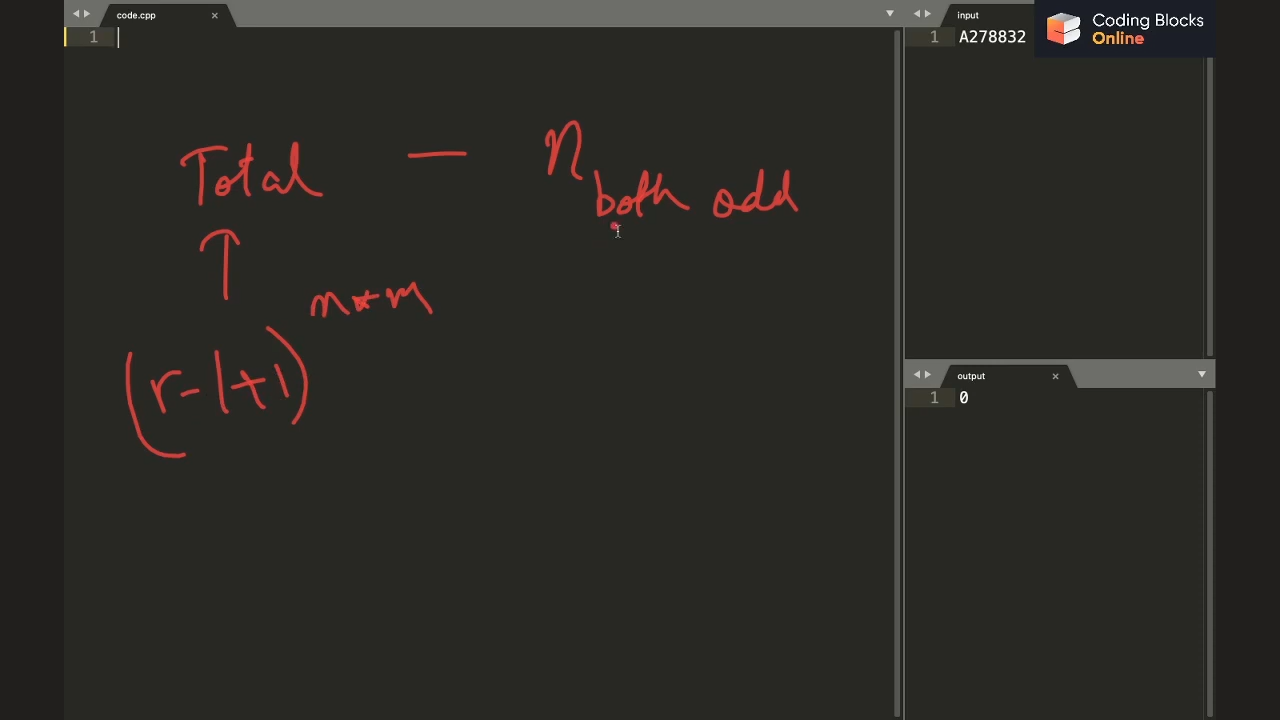 code.cpp
1
Total — n both odd
↑
(r-l+1) n*m
input
1 A278832
Coding Blocks
Online
output
1 0